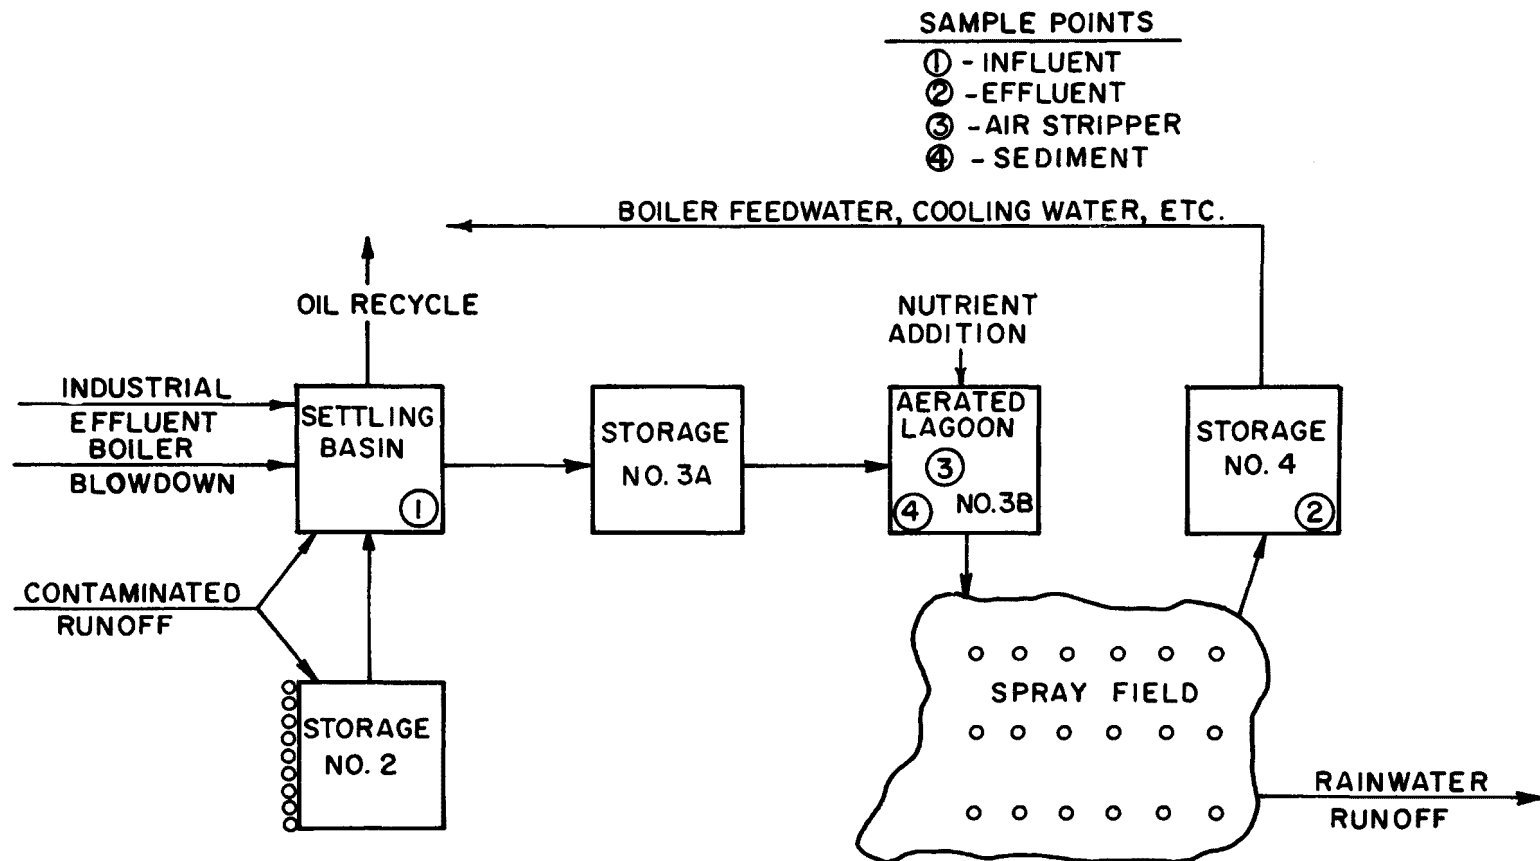 SAMPLE POINTS
① - INFLUENT
② - EFFLUENT
③ - AIR STRIPPER
④ - SEDIMENT
BOILER FEEDWATER, COOLING WATER, ETC.
OIL RECYCLE
NUTRIENT
ADDITION
INDUSTRIAL
EFFLUENT
BOILER
BLOWDOWN
SETTLING
BASIN
①
STORAGE
NO. 3A
AERATED
LAGOON
③
④ NO.3B
STORAGE
NO. 4
②
CONTAMINATED
RUNOFF
STORAGE
NO. 2
SPRAY FIELD
RAINWATER
RUNOFF